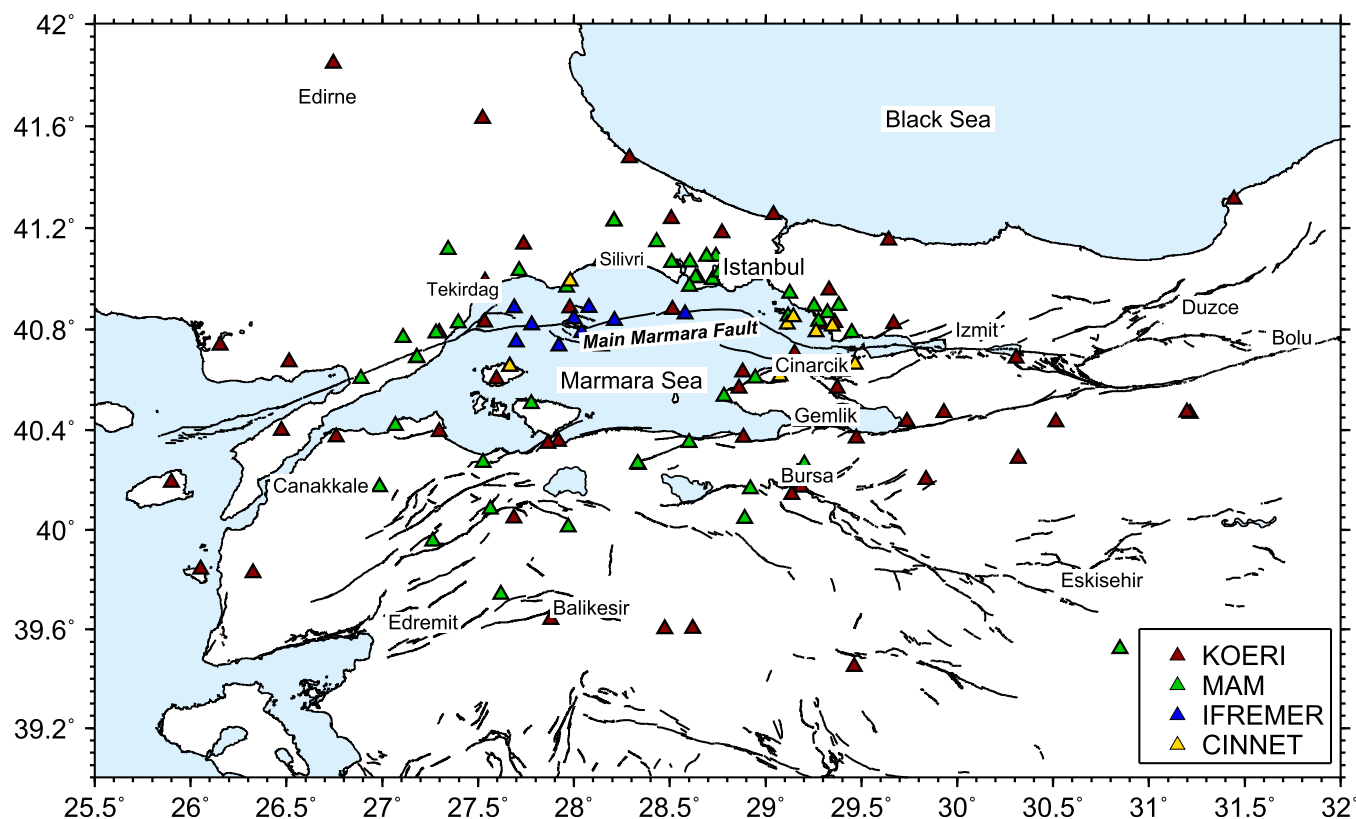 42˚
41.6˚
41.2˚
40.8˚
40.4˚
40˚
39.6˚
39.2˚
Edirne
Black Sea
Silivri
Istanbul
Tekirdag
Duzce
Izmit
Bolu
Main Marmara Fault
Cinarcik
Marmara Sea
Gemlik
Bursa
Canakkale
Eskisehir
Balikesir
Edremit
KOERI
MAM
IFREMER
CINNET
25.5˚ 26˚ 26.5˚ 27˚ 27.5˚ 28˚ 28.5˚ 29˚ 29.5˚ 30˚ 30.5˚ 31˚ 31.5˚ 32˚